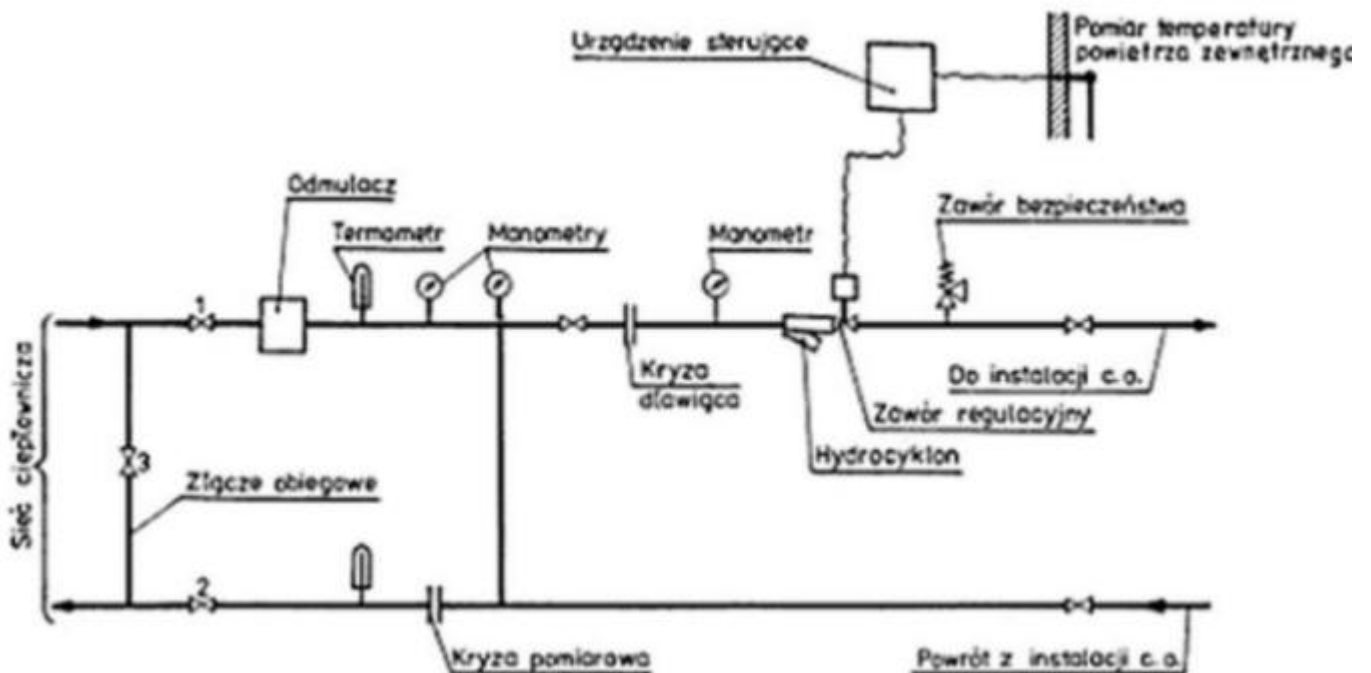 Urządzenie sterujące
Pomiar temperatury
powietrza zewnętrznego
Odmulacz
Termometr
Manometry
Manometr
Zawór bezpieczeństwa
1
Kryza
dławiąca
Do instalacji c.o.
Zawór regulacyjny
Hydrocyklon
Sieć ciepłownicza
3
Złącze obiegowe
2
Kryza pomiarowa
Powrót z instalacji c.o.